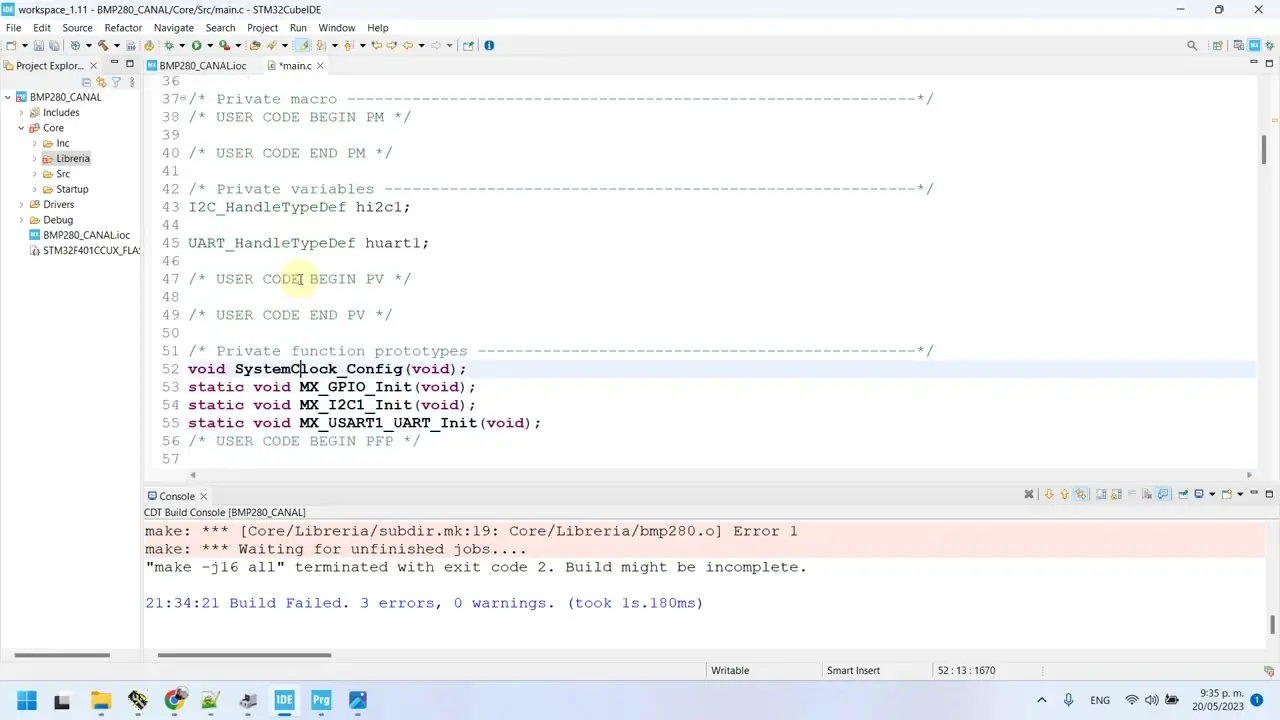 workspace_1.11 - BMP280_CANAL/Core/Src/main.c - STM32CubeIDE
File Edit Source Refactor Navigate Search Project Run Window Help
Project Explor...
BMP280_CANAL.ioc
*main.c
BMP280_CANAL
Includes
Core
Inc
Libreria
Src
Startup
Drivers
Debug
BMP280_CANAL.ioc
STM32F401CCUX_FLA
36
37 /* Private macro -------------------------------------------------------------*/
38 /* USER CODE BEGIN PM */
39
40 /* USER CODE END PM */
41
42 /* Private variables ---------------------------------------------------------*/
43 I2C_HandleTypeDef hi2c1;
44
45 UART_HandleTypeDef huart1;
46
47 /* USER CODE BEGIN PV */
48
49 /* USER CODE END PV */
50
51 /* Private function prototypes -----------------------------------------------*/
52 void SystemClock_Config(void);
53 static void MX_GPIO_Init(void);
54 static void MX_I2C1_Init(void);
55 static void MX_USART1_UART_Init(void);
56 /* USER CODE BEGIN PFP */
57
Console
CDT Build Console [BMP280_CANAL]
make: *** [Core/Libreria/subdir.mk:19: Core/Libreria/bmp280.o] Error 1
make: *** Waiting for unfinished jobs....
"make -j16 all" terminated with exit code 2. Build might be incomplete.
21:34:21 Build Failed. 3 errors, 0 warnings. (took 1s.180ms)
Writable
Smart Insert
52 : 13 : 1670
IDE
Prg
ENG
9:35 p. m.
20/05/2023
1